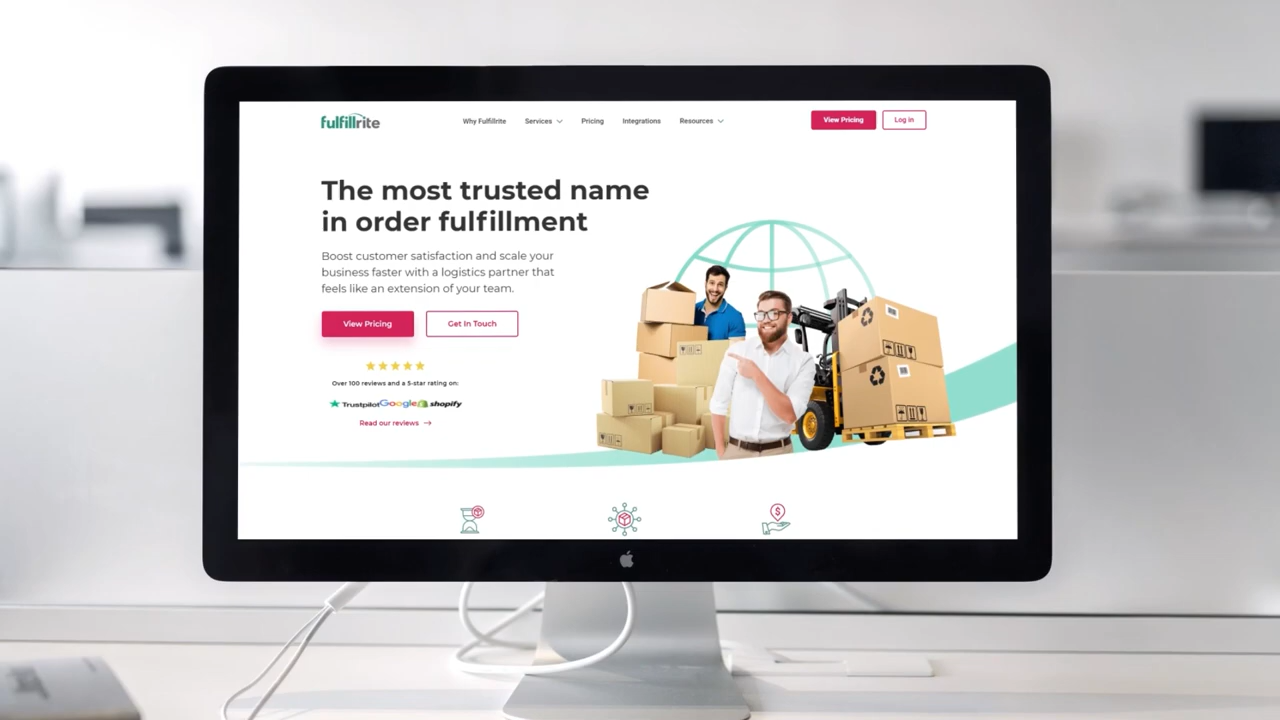 fulfillrite
Why Fulfillrite Services Pricing Integrations Resources View Pricing Log in
The most trusted name
in order fulfillment
Boost customer satisfaction and scale your
business faster with a logistics partner that
feels like an extension of your team.
View Pricing Get In Touch
Over 100 reviews and a 5-star rating on:
Trustpilot Google shopify
Read our reviews